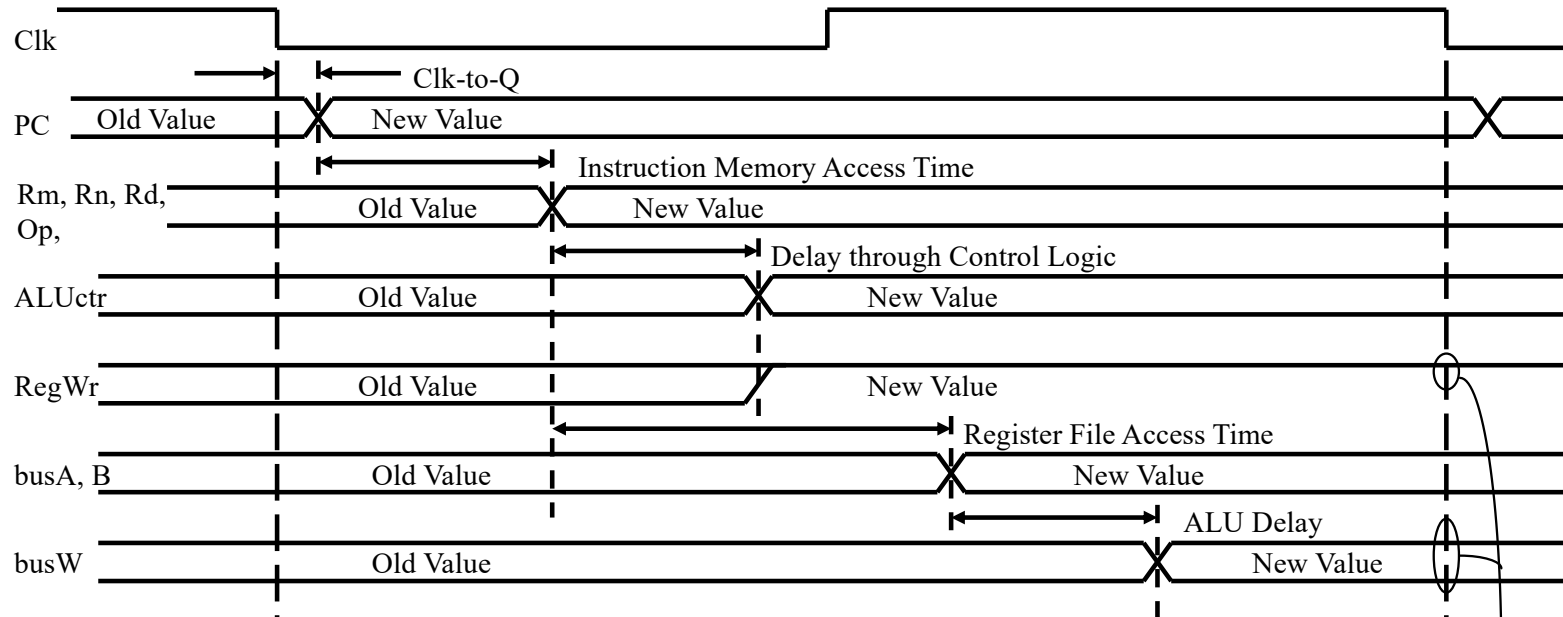 Clk
Clk-to-Q
PC
Old Value
New Value
Instruction Memory Access Time
Rm, Rn, Rd,
Op,
Old Value
New Value
Delay through Control Logic
ALUctr
Old Value
New Value
RegWr
Old Value
New Value
Register File Access Time
busA, B
Old Value
New Value
ALU Delay
busW
Old Value
New Value